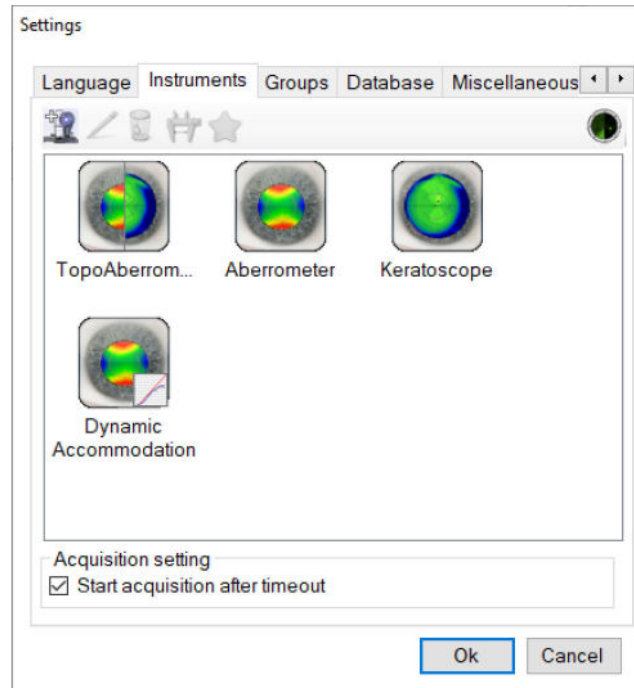 Settings
Language Instruments Groups Database Miscellaneous
TopoAberrom... Aberrometer Keratoscope
Dynamic
Accommodation
Acquisition setting
Start acquisition after timeout
Ok Cancel